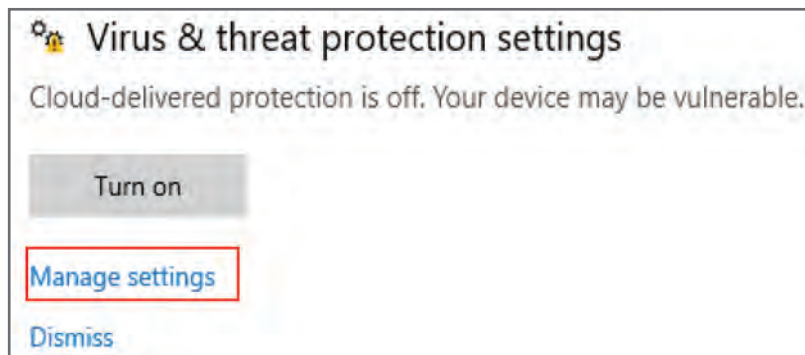 Virus & threat protection settings
Cloud-delivered protection is off. Your device may be vulnerable.
Turn on
Manage settings
Dismiss